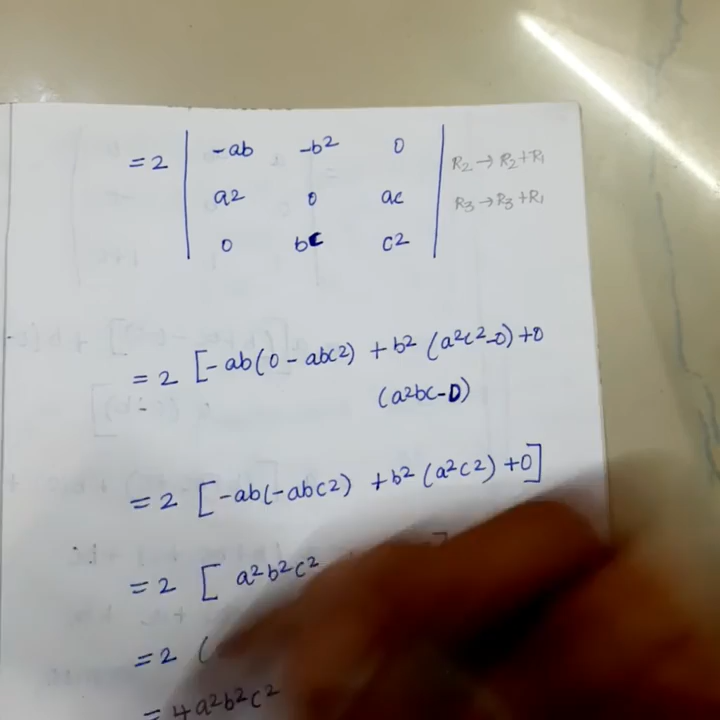 = 2 | -ab -b2 0 | R2 → R2+R1
| a2 0 ac | R3 → R3+R1
| 0 bc c2 |
= 2 [-ab(0-abc2) +b2 (a2c2-0)+0
(a2bc-0)
= 2 [-ab(-abc2) +b2 (a2c2) +0]
= 2 [ a2b2c2
= 2 (
= 4a2b2c2